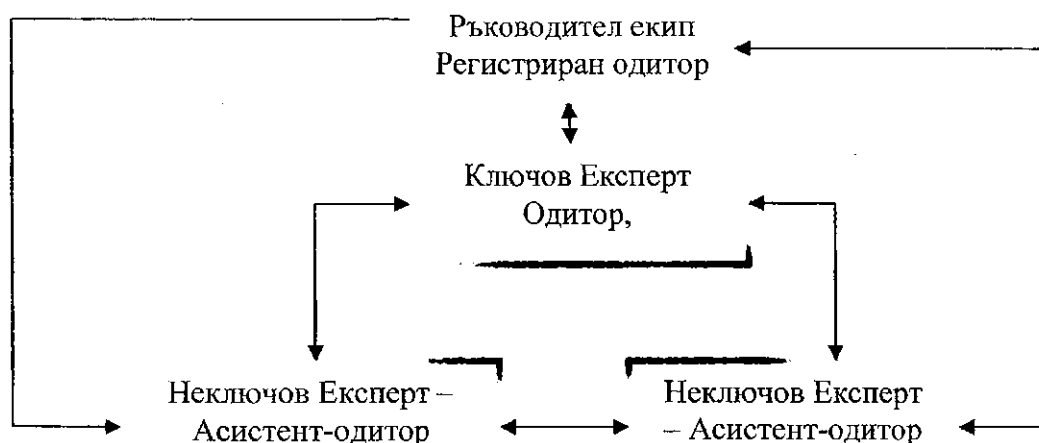 Ръководител екип
Регистриран одитор
Ключов Експерт
Одитор,
Неключов Експерт –
Асистент-одитор
Неключов Експерт
– Асистент-одитор